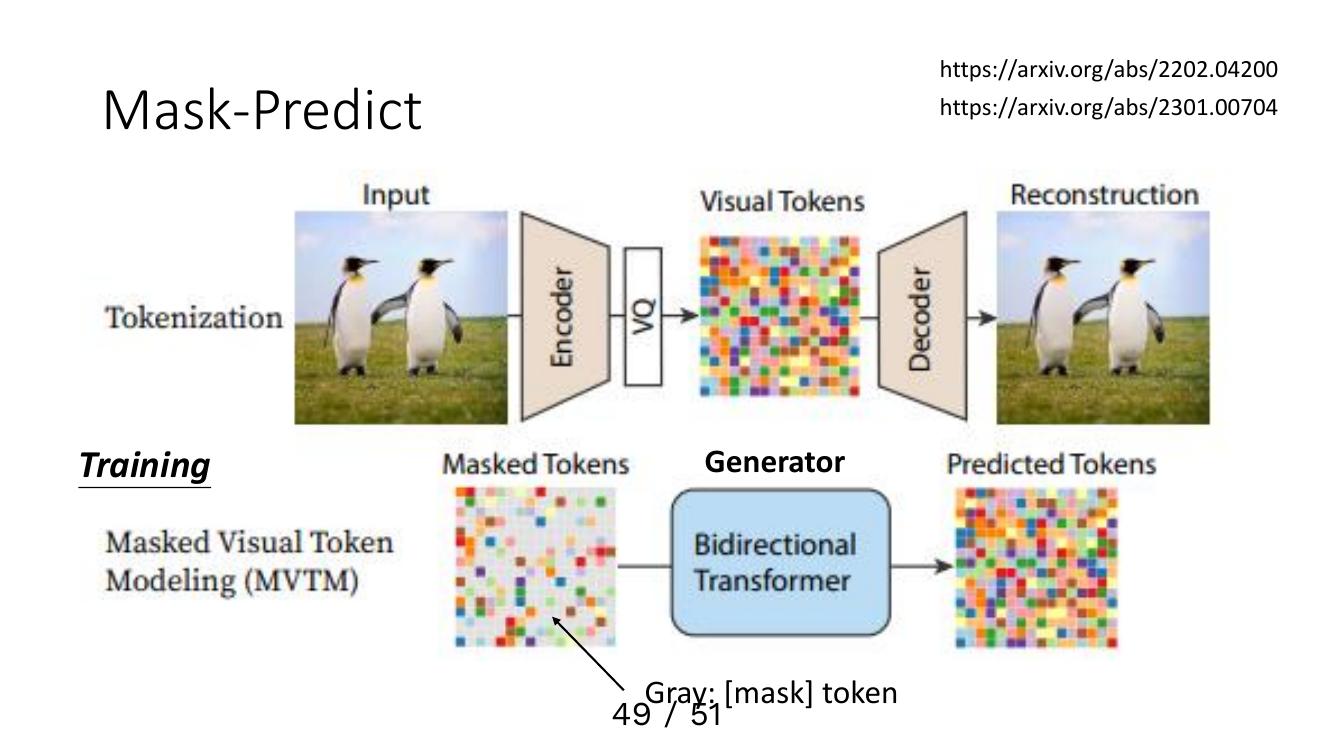 https://arxiv.org/abs/2202.04200
https://arxiv.org/abs/2301.00704
Mask-Predict
Input
Visual Tokens
Reconstruction
Tokenization
Encoder
VQ
Decoder
Training
Masked Tokens
Generator
Predicted Tokens
Masked Visual Token
Modeling (MVTM)
Bidirectional
Transformer
Gray: [mask] token
49 / 51